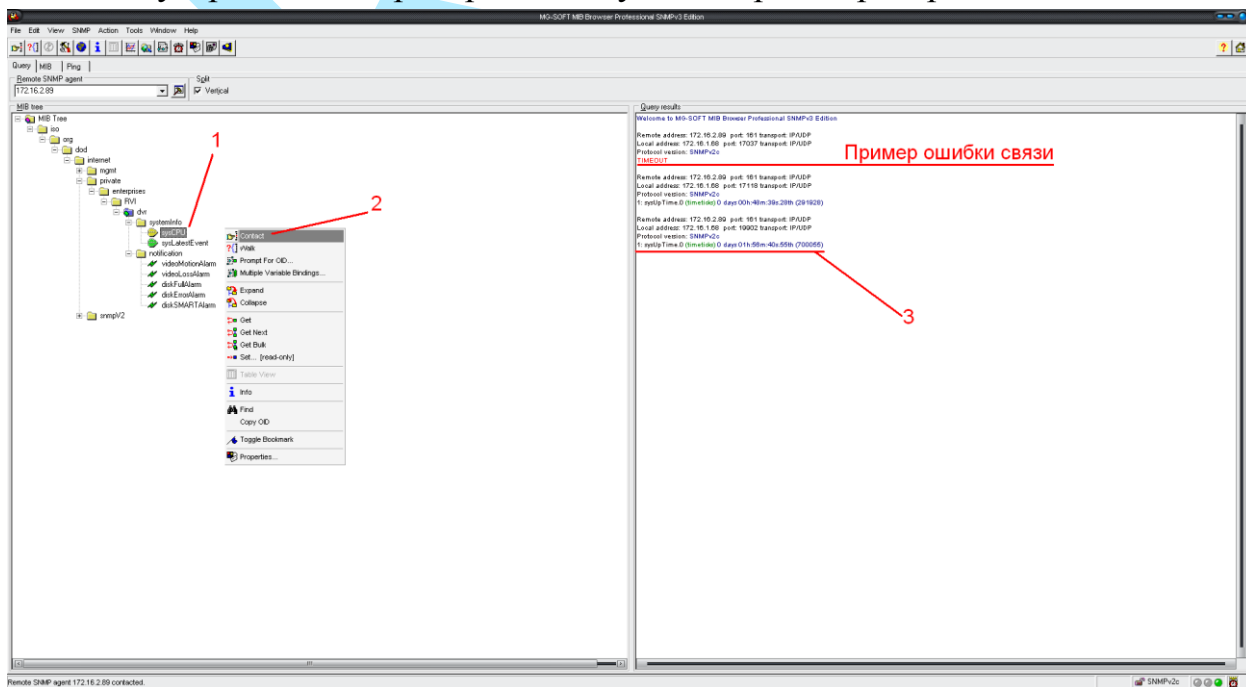 MG-SOFT MIB Browser Professional SNMPv3 Edition
File Edit View SNMP Action Tools Window Help
Query MIB Ping
Remote SNMP agent
Split
172.16.2.89
Vertical
MIB tree
MIB Tree
iso
org
dod
internet
mgmt
private
enterprises
RVI
dvr
systemInfo
sysCPU
sysLatestEvent
notification
videoMotionAlarm
videoLossAlarm
diskFullAlarm
diskErrorAlarm
diskSMARTAlarm
snmpV2
1
2
Contact
Walk
Prompt For OID...
Multiple Variable Bindings...
Expand
Collapse
Get
Get Next
Get Bulk
Set... [read-only]
Table View
Info
Find
Copy OID
Toggle Bookmark
Properties...
Query results
Welcome to MG-SOFT MIB Browser Professional SNMPv3 Edition
Remote address: 172.16.2.89 port: 161 transport: IP/UDP
Local address: 172.16.1.68 port: 17037 transport: IP/UDP
Protocol version: SNMPv2c
TIMEOUT
Пример ошибки связи
Remote address: 172.16.2.89 port: 161 transport: IP/UDP
Local address: 172.16.1.68 port: 17118 transport: IP/UDP
Protocol version: SNMPv2c
1: sysUpTime.0 (timeticks) 0 days 00h:48m:39s.28th (291928)
Remote address: 172.16.2.89 port: 161 transport: IP/UDP
Local address: 172.16.1.68 port: 19902 transport: IP/UDP
Protocol version: SNMPv2c
1: sysUpTime.0 (timeticks) 0 days 01h:56m:40s.55th (700055)
3
Remote SNMP agent 172.16.2.89 contacted.
SNMPv2c